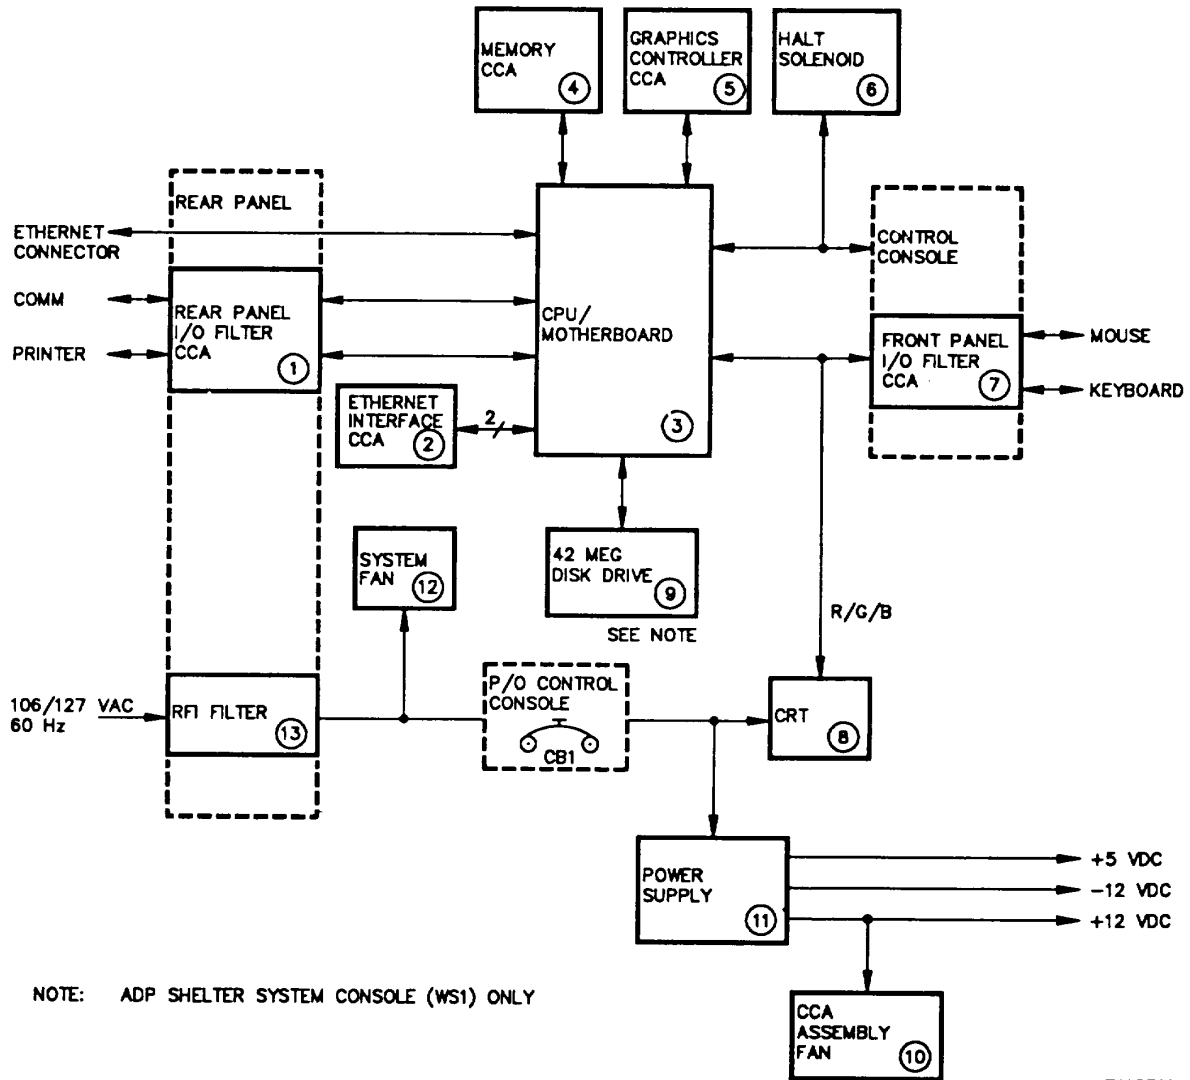 MEMORY
CCA
4
GRAPHICS
CONTROLLER
CCA
5
HALT
SOLENOID
6
REAR PANEL
ETHERNET
CONNECTOR
COMM
PRINTER
REAR PANEL
I/O FILTER
CCA
1
ETHERNET
INTERFACE
CCA
2
2/
CPU/
MOTHERBOARD
3
CONTROL
CONSOLE
FRONT PANEL
I/O FILTER
CCA
7
MOUSE
KEYBOARD
SYSTEM
FAN
12
42 MEG
DISK DRIVE
9
SEE NOTE
R/G/B
106/127 VAC
60 Hz
RFI FILTER
13
P/O CONTROL
CONSOLE
CB1
CRT
8
POWER
SUPPLY
11
+5 VDC
-12 VDC
+12 VDC
CCA
ASSEMBLY
FAN
10
NOTE: ADP SHELTER SYSTEM CONSOLE (WS1) ONLY